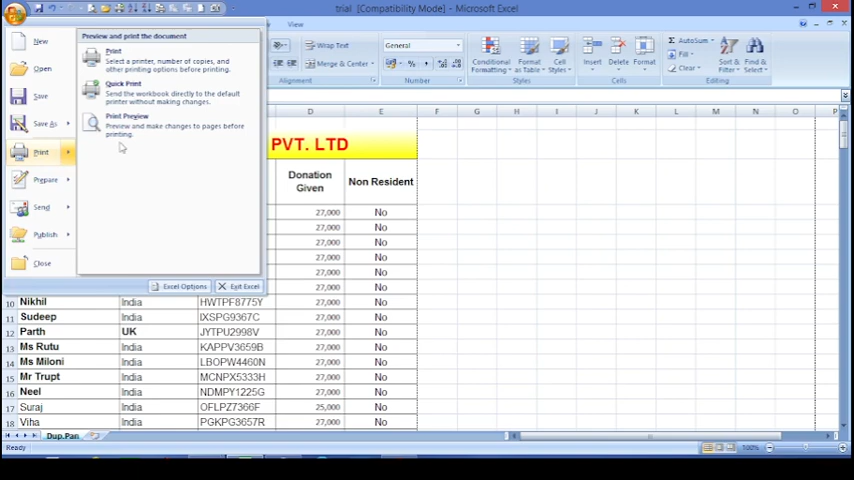 trial [Compatibility Mode] - Microsoft Excel
View
New
Open
Save
Save As
Print
Prepare
Send
Publish
Close
Preview and print the document
Print
Select a printer, number of copies, and
other printing options before printing.
Quick Print
Send the workbook directly to the default
printer without making changes.
Print Preview
Preview and make changes to pages before
printing.
Excel Options
Exit Excel
Wrap Text
Merge & Center
Alignment
General
%
Number
Conditional
Formatting
Format
as Table
Cell
Styles
Styles
Insert
Delete
Format
Cells
Σ AutoSum
Fill
Clear
Sort &
Filter
Find &
Select
Editing
D E F G H I J K L M N O P
PVT. LTD
Donation
Given
Non Resident
27,000 No
27,000 No
27,000 No
27,000 No
27,000 No
27,000 No
10 Nikhil India HWTPF8775Y 27,000 No
11 Sudeep India IXSPG9367C 27,000 No
12 Parth UK JYTPU2998V 27,000 No
13 Ms Rutu India KAPPV3659B 27,000 No
14 Ms Miloni India LBOPW4460N 27,000 No
15 Mr Trupt India MCNPX5333H 27,000 No
16 Neel India NDMPY1225G 27,000 No
17 Suraj India OFLPZ7366F 25,000 No
18 Viha India PGKPG3657R 27,000 No
Dup.Pan
Ready
100%